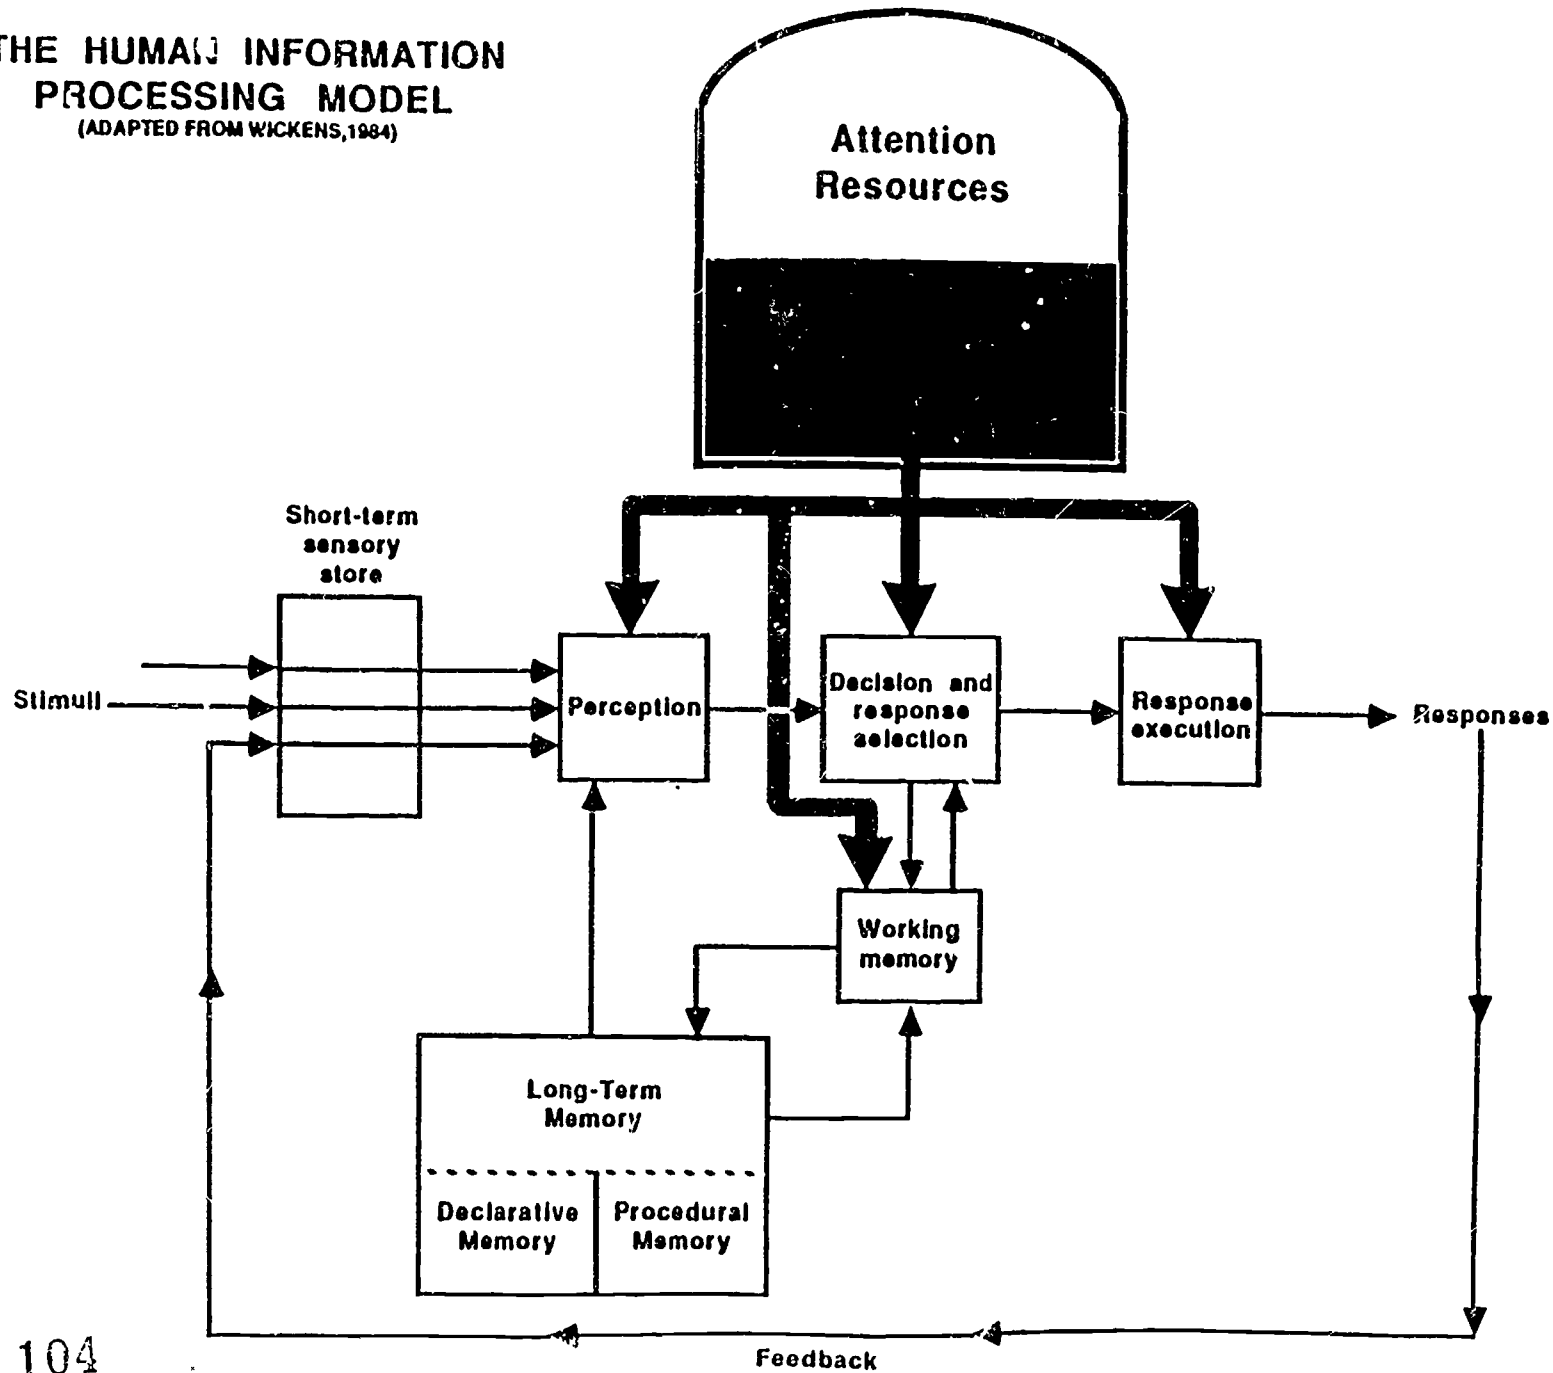 THE HUMAN INFORMATION
PROCESSING MODEL
(ADAPTED FROM WICKENS,1984)
Attention
Resources
Short-term
sensory
store
Stimuli
Perception
Decision and
response
selection
Response
execution
Responses
Working
memory
Long-Term
Memory
Declarative
Memory
Procedural
Memory
Feedback
104